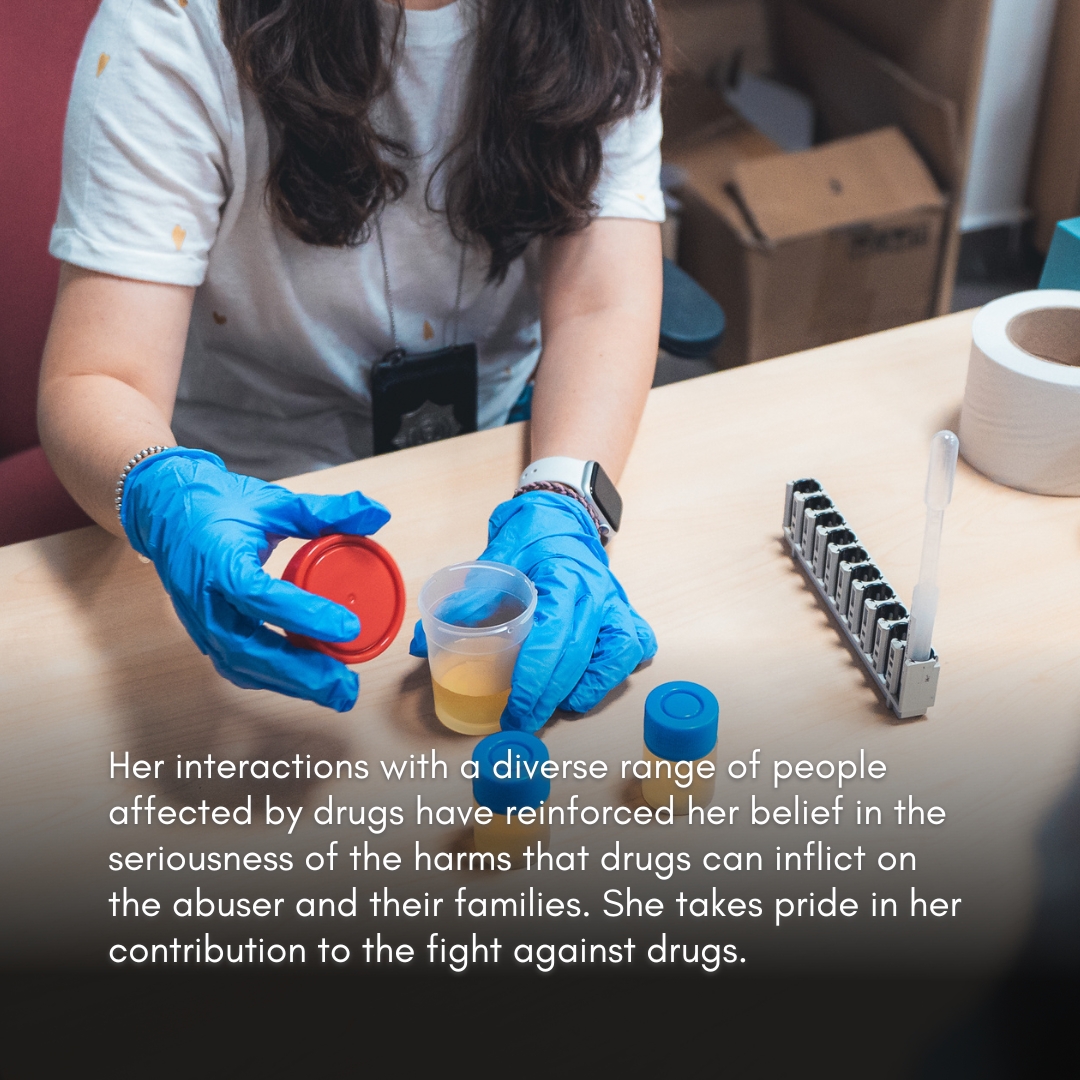 Her interactions with a diverse range of people
affected by drugs have reinforced her belief in the
seriousness of the harms that drugs can inflict on
the abuser and their families. She takes pride in her
contribution to the fight against drugs.